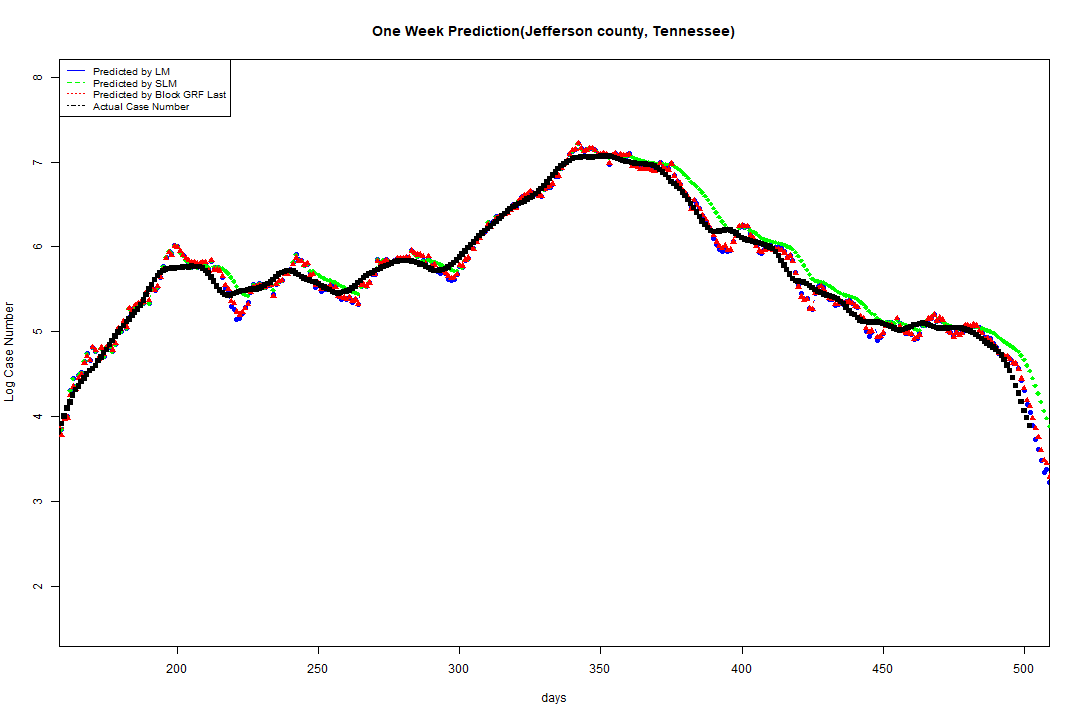 One Week Prediction(Jefferson county, Tennessee)
Predicted by LM
Predicted by SLM
Predicted by Block GRF Last
Actual Case Number
8
7
6
5
4
3
2
Log Case Number
200 250 300 350 400 450 500
days